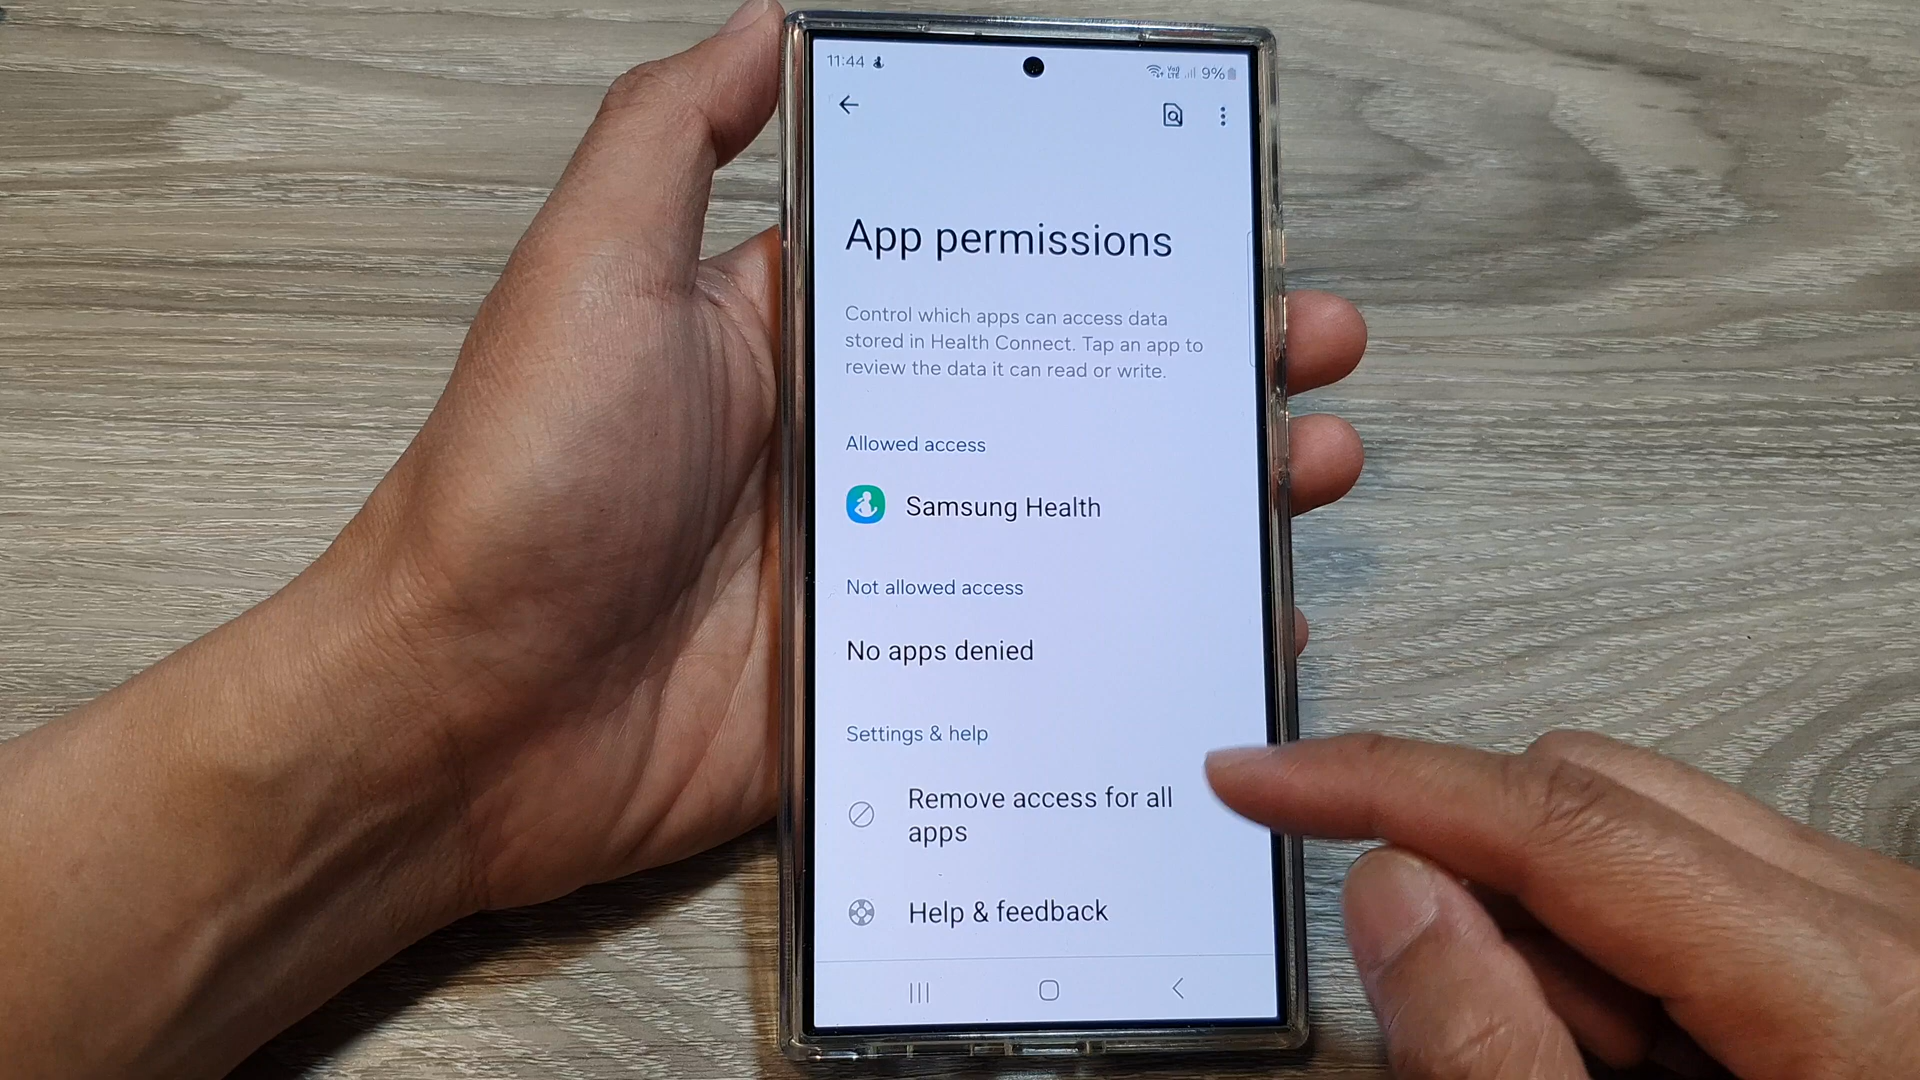 11:44
Vo)) LTE 9%
App permissions
Control which apps can access data
stored in Health Connect. Tap an app to
review the data it can read or write.
Allowed access
Samsung Health
Not allowed access
No apps denied
Settings & help
Remove access for all
apps
Help & feedback